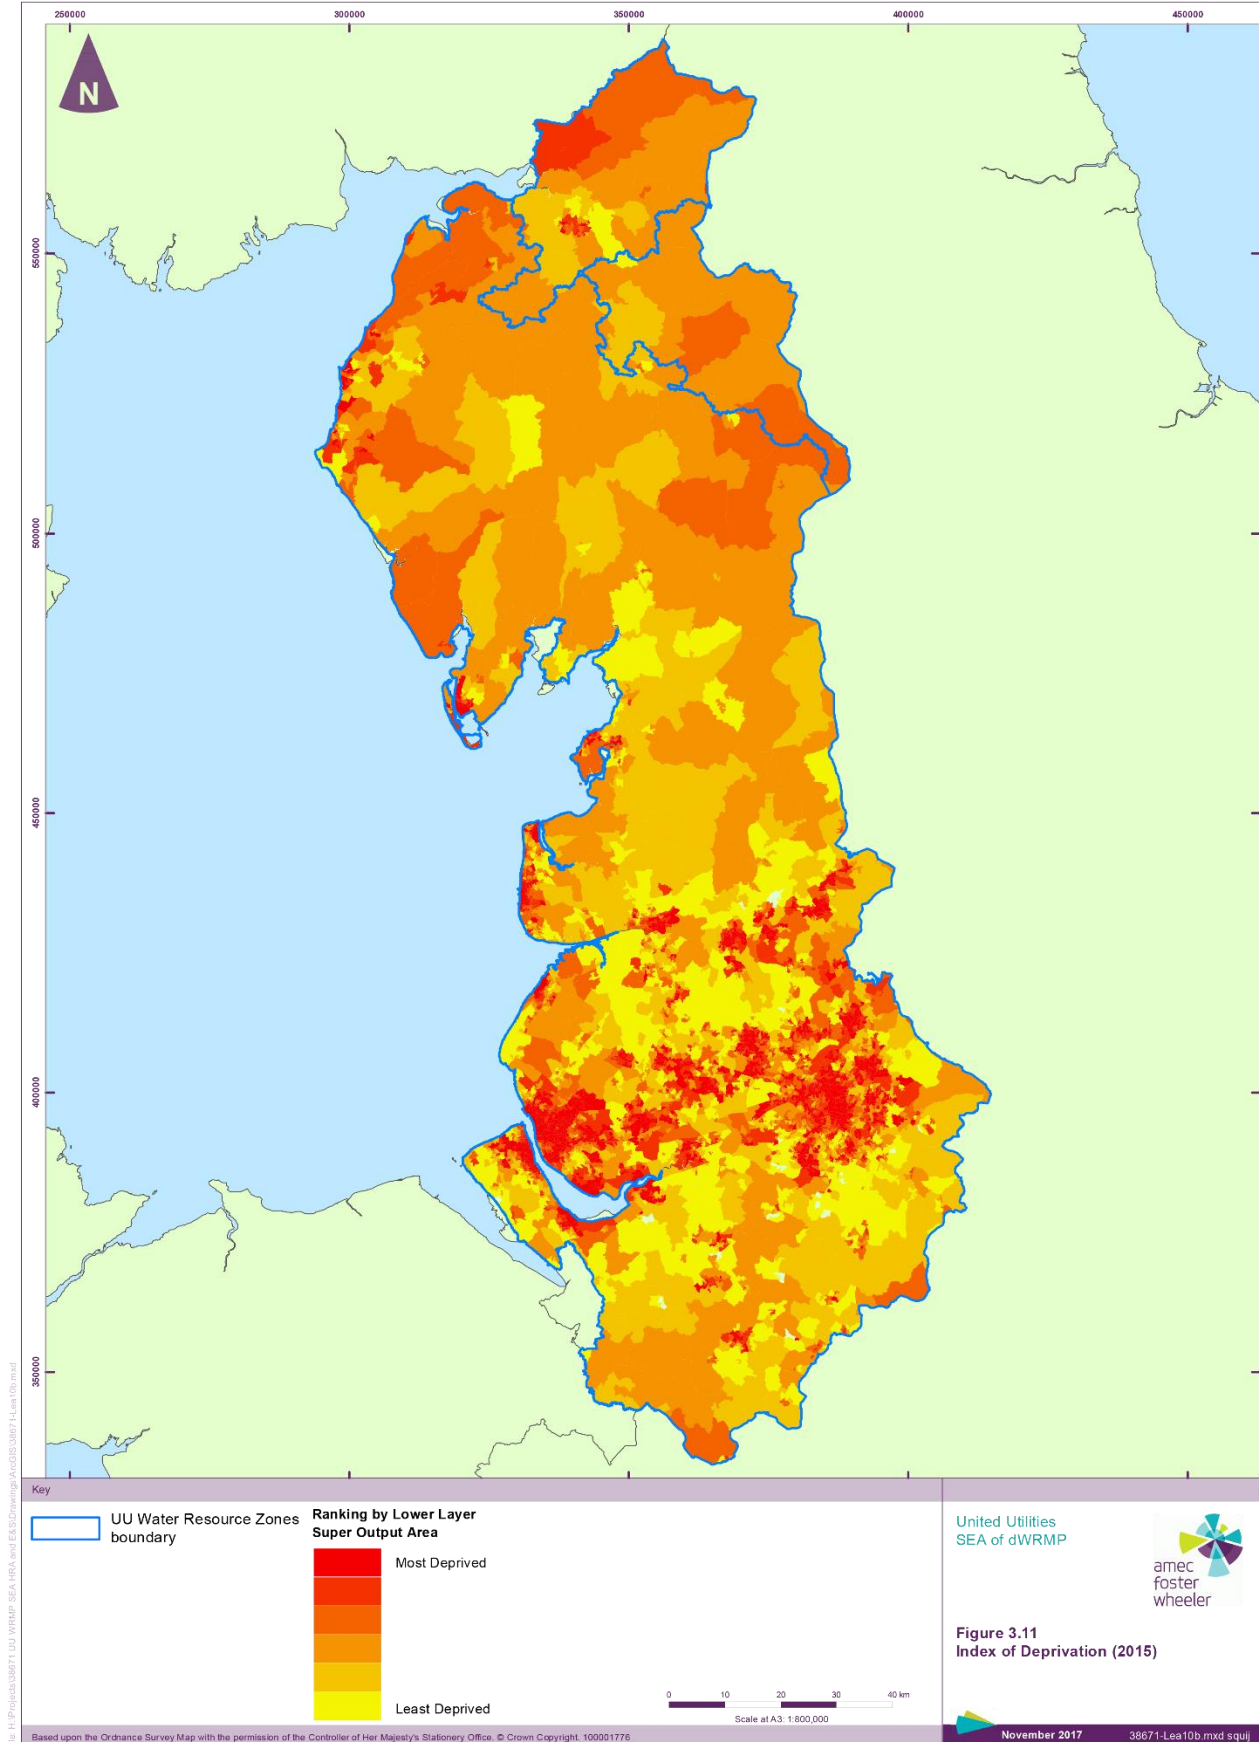 250000
300000
350000
400000
450000
N
550000
500000
450000
400000
350000
Key
UU Water Resource Zones
boundary
Ranking by Lower Layer
Super Output Area
Most Deprived
Least Deprived
0 10 20 30 40 km
Scale at A3: 1:800,000
United Utilities
SEA of dWRMP
amec
foster
wheeler
Figure 3.11
Index of Deprivation (2015)
November 2017
38671-Lea10b.mxd squij
Based upon the Ordnance Survey Map with the permission of the Controller of Her Majesty's Stationery Office. © Crown Copyright. 100001776